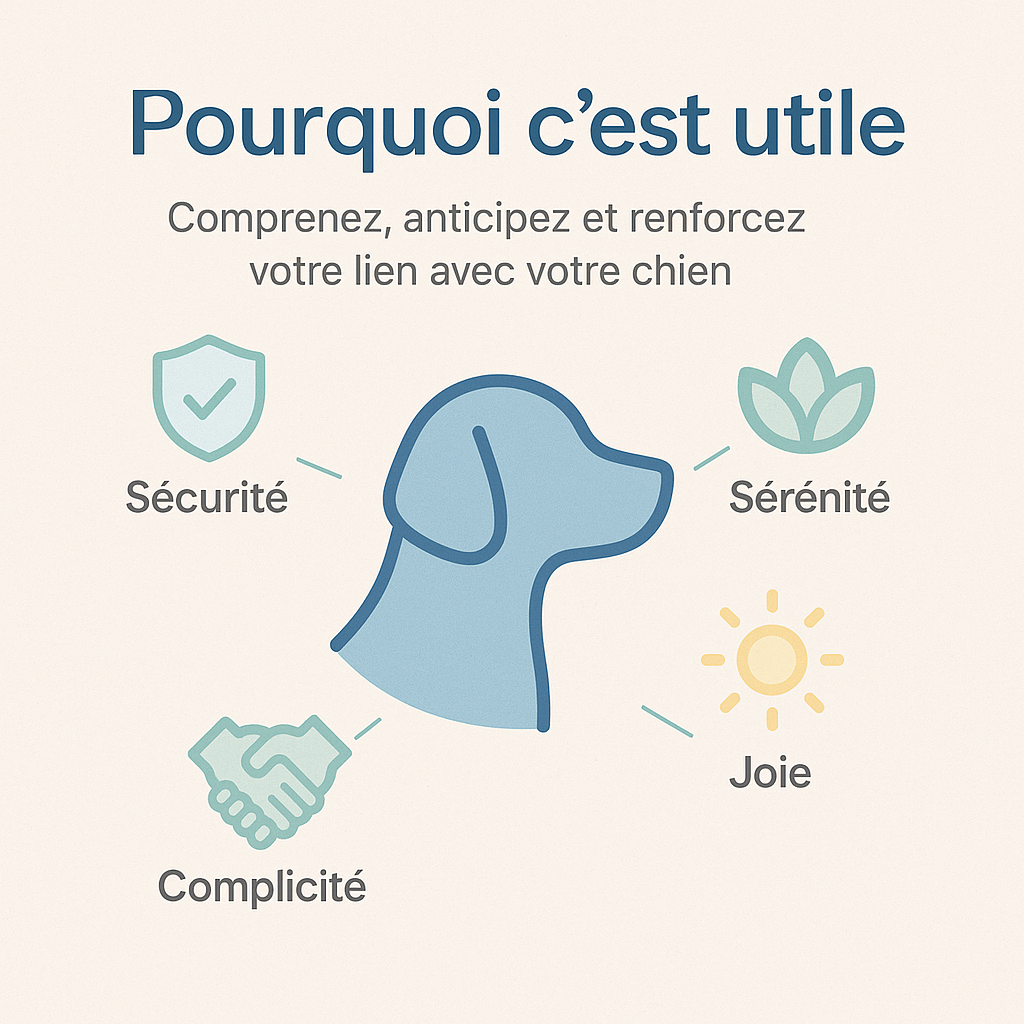 Pourquoi c’est utile
Comprenez, anticipez et renforcez
votre lien avec votre chien
Sécurité
Sérénité
Joie
Complicité